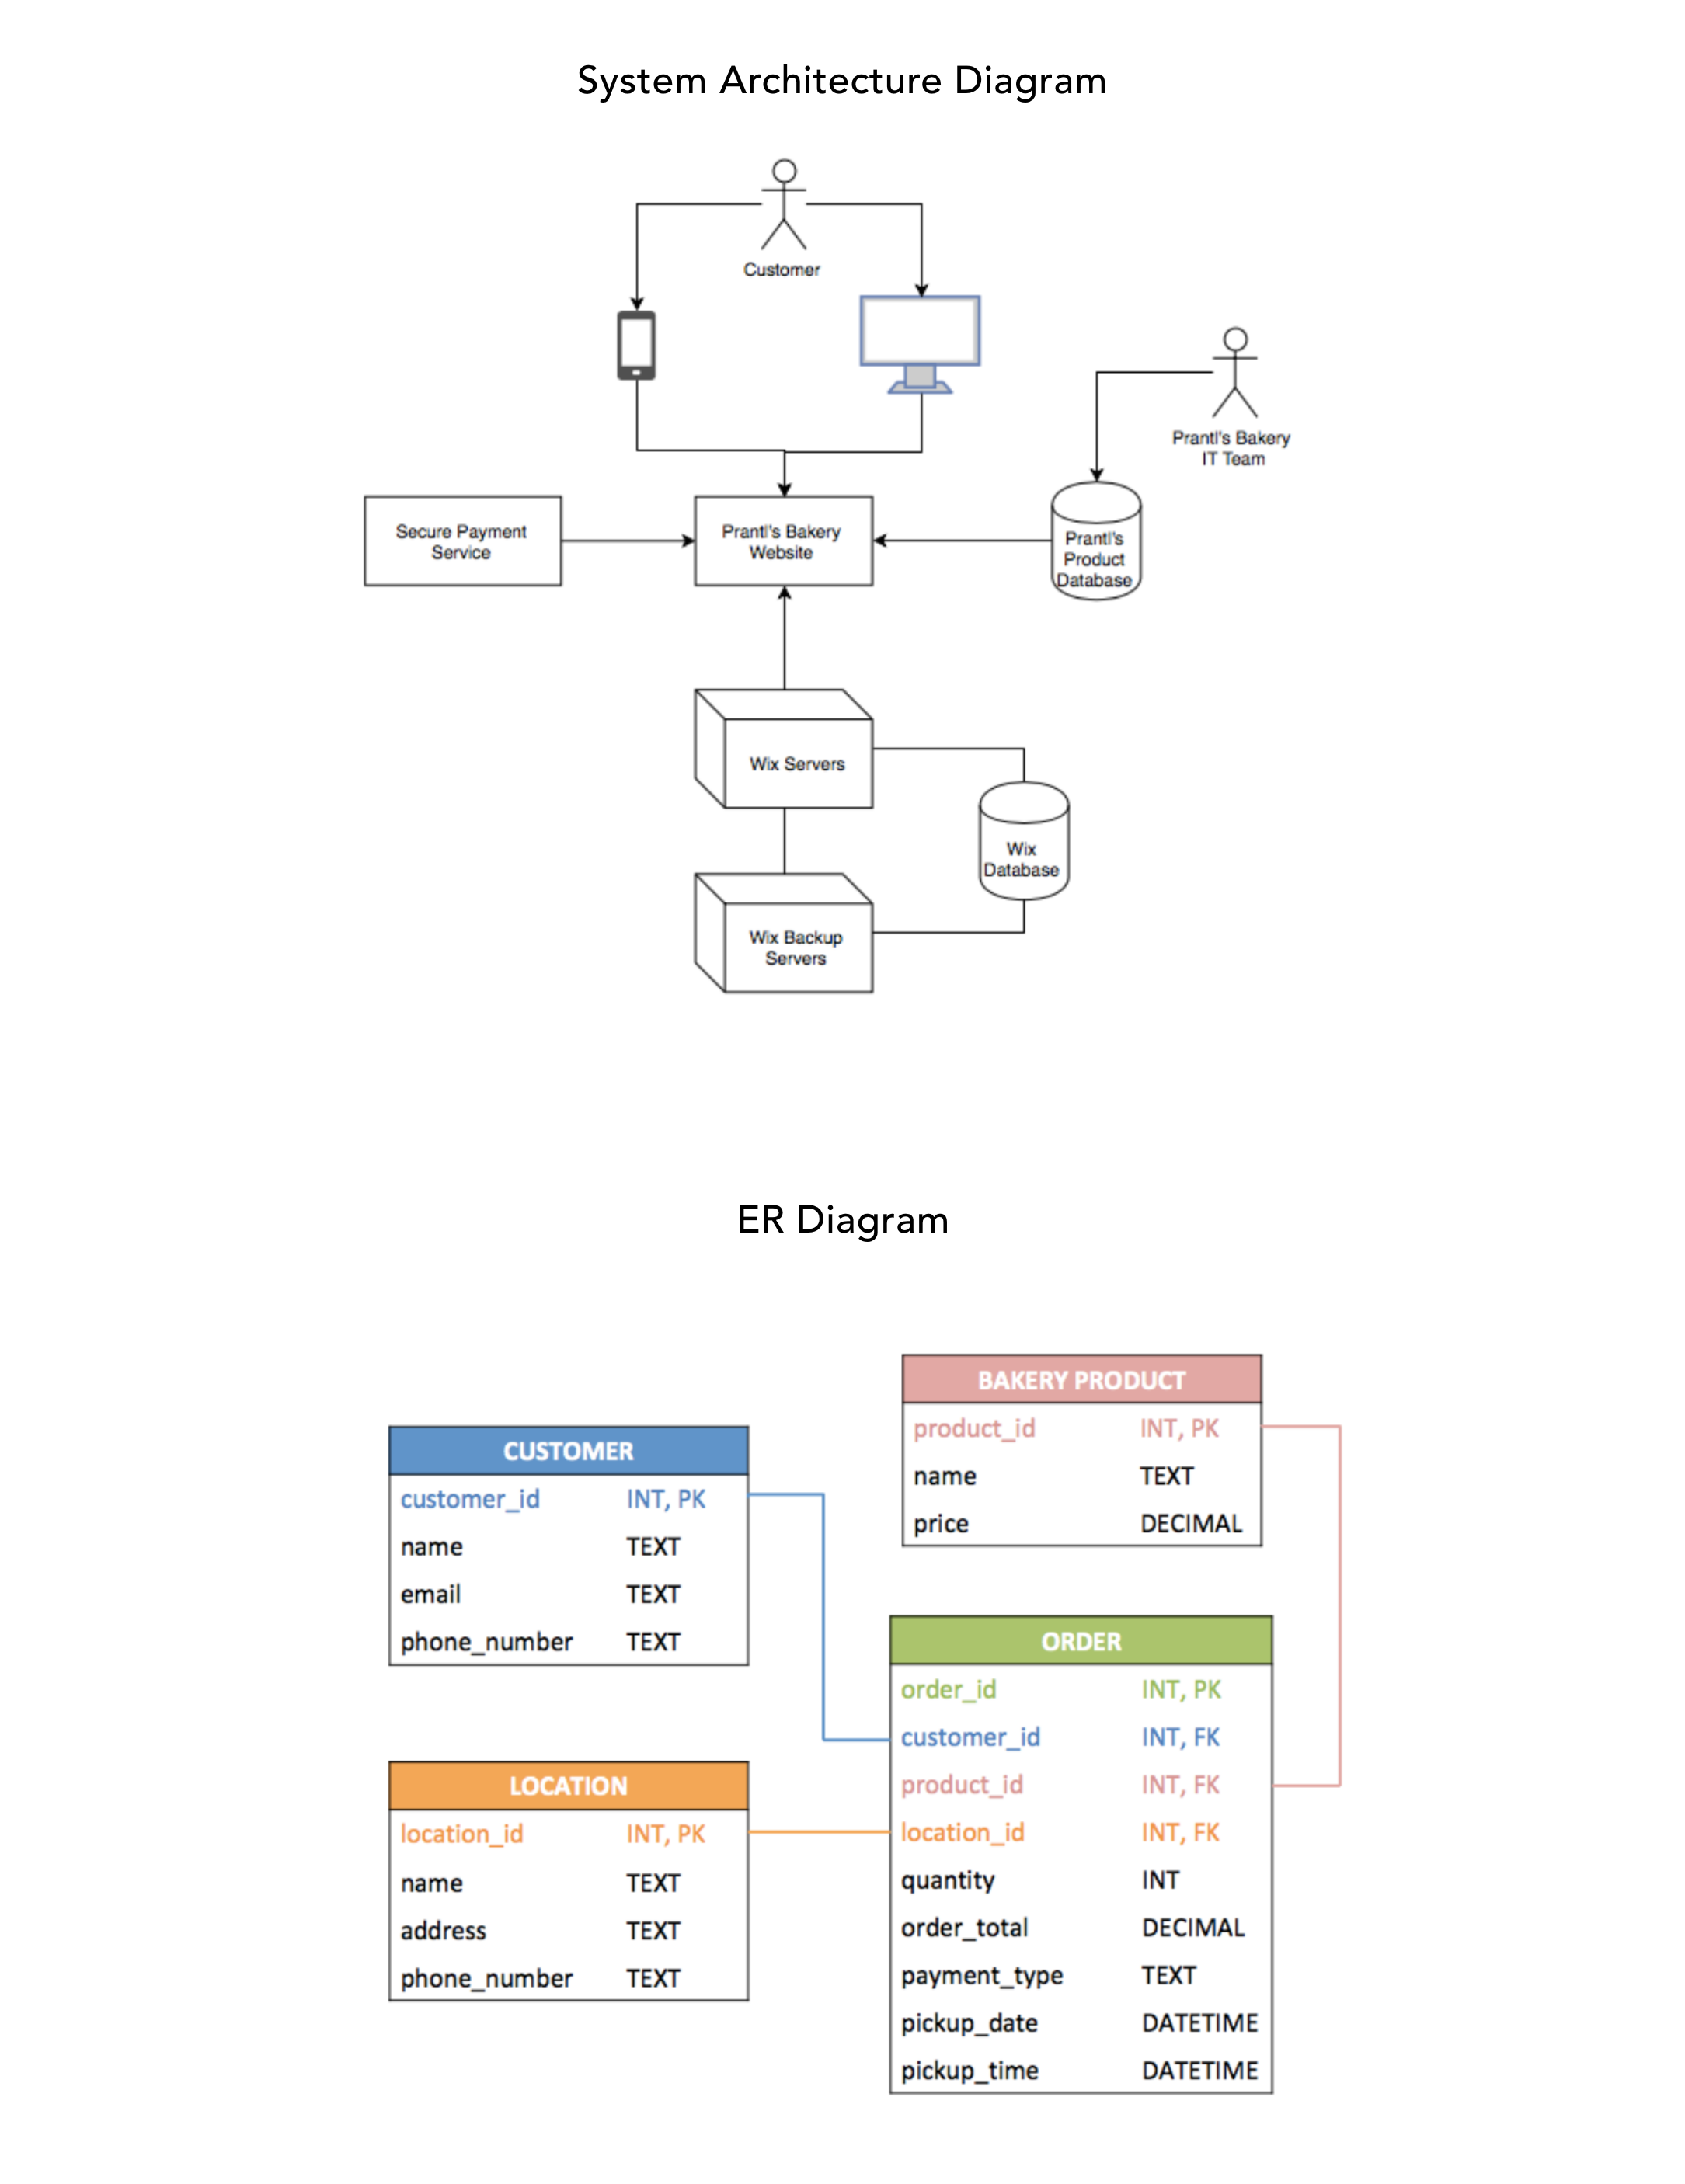 System Architecture Diagram
Customer
Prantl's Bakery
IT Team
Secure Payment
Service
Prantl's Bakery
Website
Prantl's
Product
Database
Wix Servers
Wix
Database
Wix Backup
Servers
ER Diagram
BAKERY PRODUCT
product_id INT, PK
name TEXT
price DECIMAL
CUSTOMER
customer_id INT, PK
name TEXT
email TEXT
phone_number TEXT
ORDER
order_id INT, PK
customer_id INT, FK
product_id INT, FK
location_id INT, FK
quantity INT
order_total DECIMAL
payment_type TEXT
pickup_date DATETIME
pickup_time DATETIME
LOCATION
location_id INT, PK
name TEXT
address TEXT
phone_number TEXT